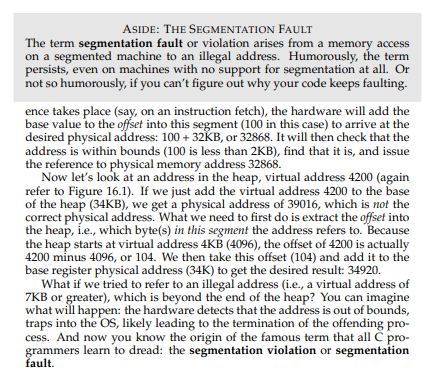 ASIDE: THE SEGMENTATION FAULT
The term segmentation fault or violation arises from a memory access
on a segmented machine to an illegal address. Humorously, the term
persists, even on machines with no support for segmentation at all. Or
not so humorously, if you can't figure out why your code keeps faulting.
ence takes place (say, on an instruction fetch), the hardware will add the
base value to the offset into this segment (100 in this case) to arrive at the
desired physical address: 100 + 32KB, or 32868. It will then check that the
address is within bounds (100 is less than 2KB), find that it is, and issue
the reference to physical memory address 32868.
Now let's look at an address in the heap, virtual address 4200 (again
refer to Figure 16.1). If we just add the virtual address 4200 to the base
of the heap (34KB), we get a physical address of 39016, which is not the
correct physical address. What we need to first do is extract the offset into
the heap, i.e., which byte(s) in this segment the address refers to. Because
the heap starts at virtual address 4KB (4096), the offset of 4200 is actually
4200 minus 4096, or 104. We then take this offset (104) and add it to the
base register physical address (34K) to get the desired result: 34920.
What if we tried to refer to an illegal address (i.e., a virtual address of
7KB or greater), which is beyond the end of the heap? You can imagine
what will happen: the hardware detects that the address is out of bounds,
traps into the OS, likely leading to the termination of the offending pro-
cess. And now you know the origin of the famous term that all C pro-
grammers learn to dread: the segmentation violation or segmentation
fault.